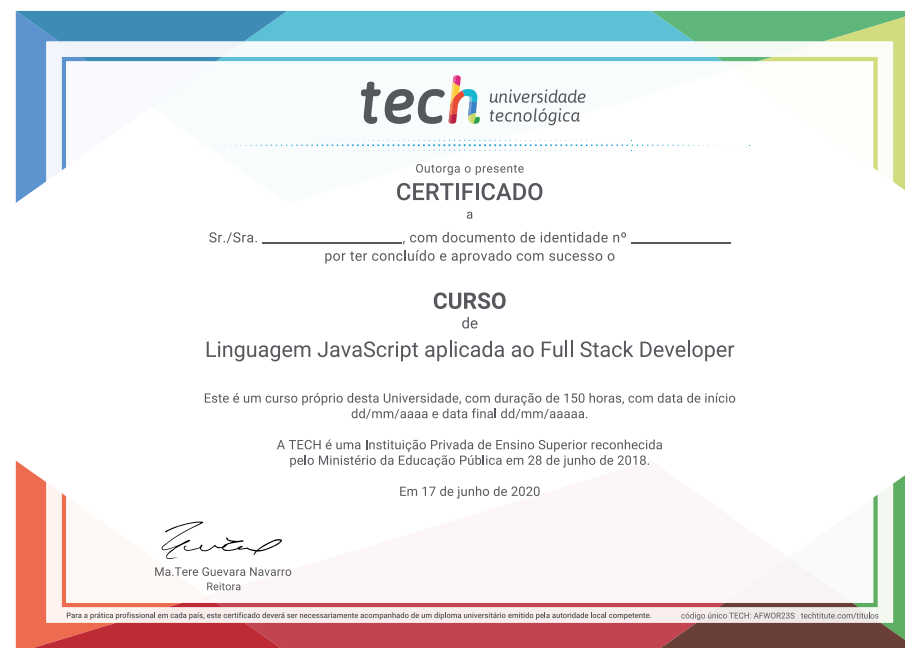 tech universidade
tecnológica
Outorga o presente
CERTIFICADO
a
Sr./Sra. ____________________, com documento de identidade nº ______________
por ter concluído e aprovado com sucesso o
CURSO
de
Linguagem JavaScript aplicada ao Full Stack Developer
Este é um curso próprio desta Universidade, com duração de 150 horas, com data de início
dd/mm/aaaa e data final dd/mm/aaaaa.
A TECH é uma Instituição Privada de Ensino Superior reconhecida
pelo Ministério da Educação Pública em 28 de junho de 2018.
Em 17 de junho de 2020
Ma.Tere Guevara Navarro
Reitora
Para a prática profissional em cada país, este certificado deverá ser necessariamente acompanhado de um diploma universitário emitido pela autoridade local competente. código único TECH: AFWOR23S techtitute.com/titulos